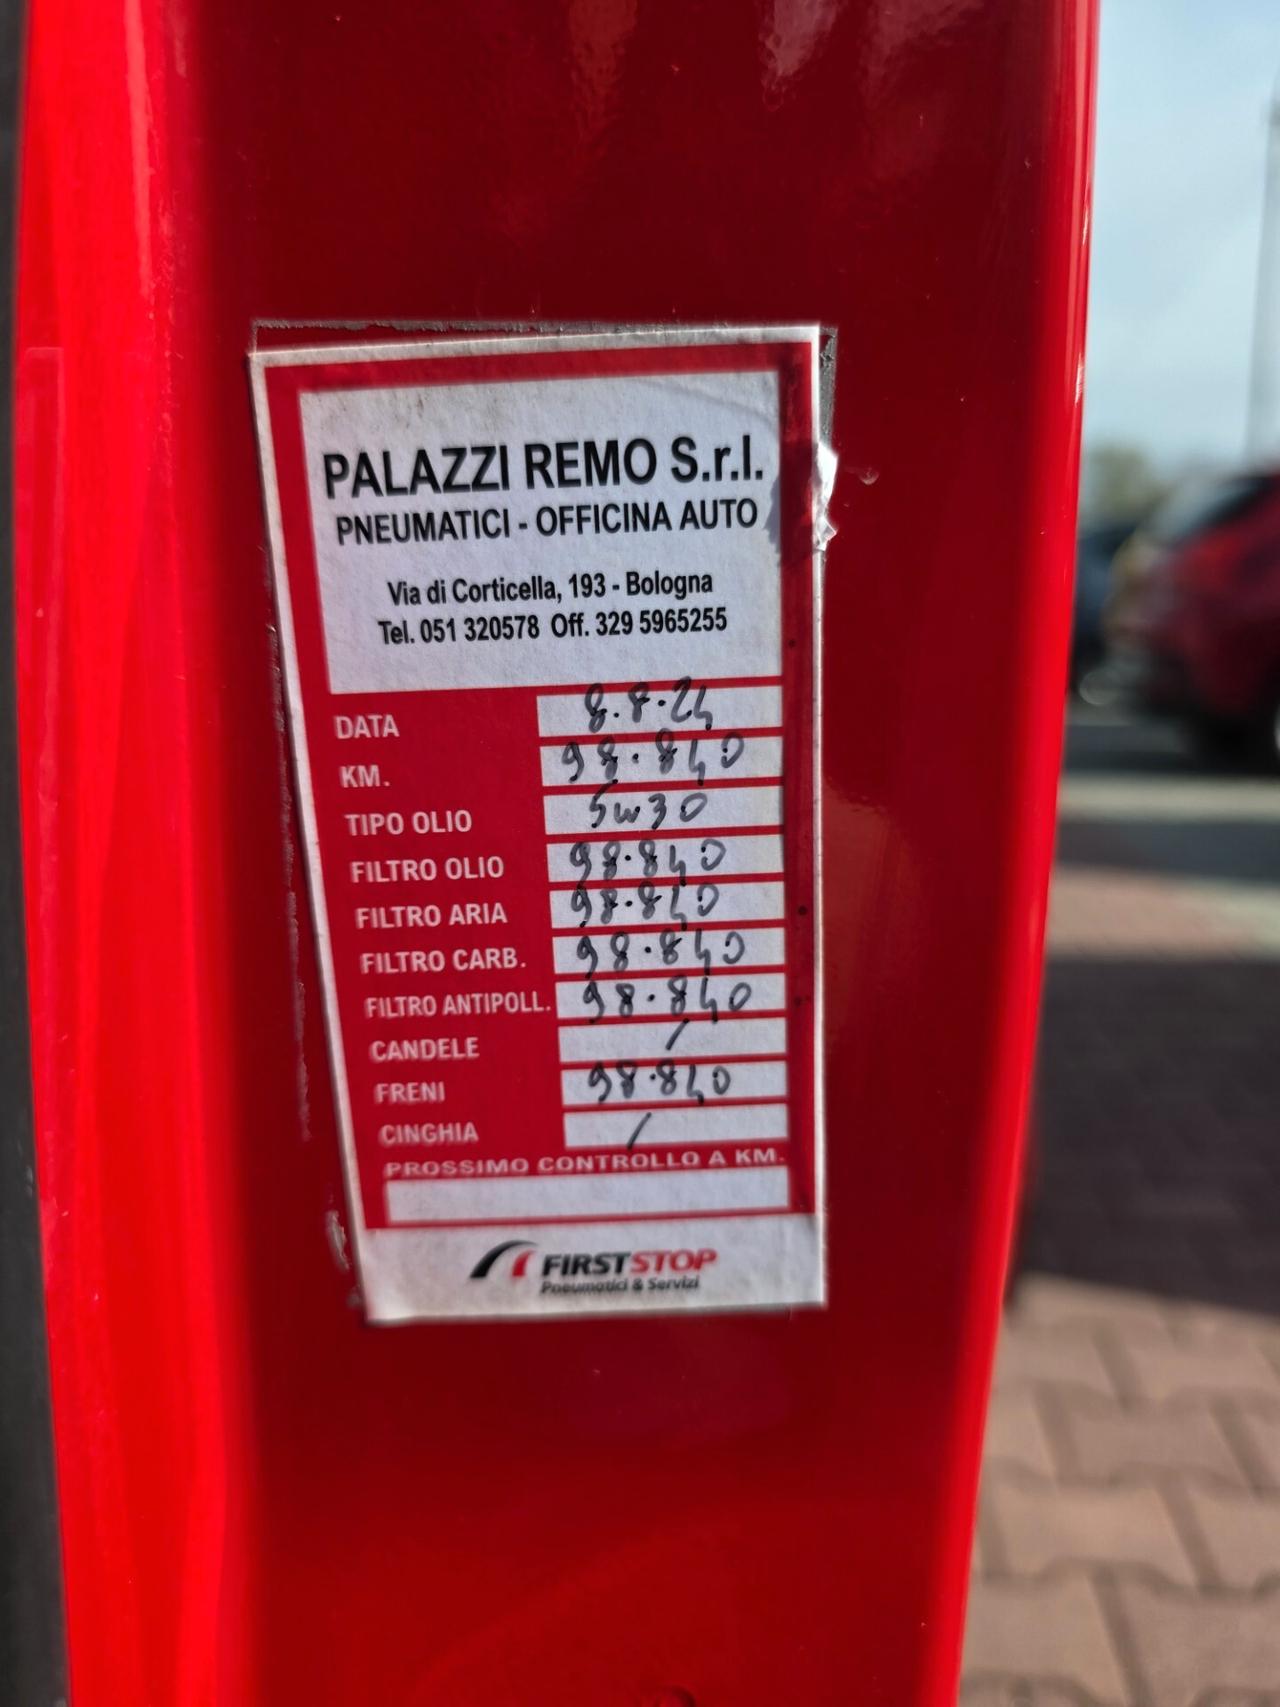 PALAZZI REMO S.r.l.
PNEUMATICI - OFFICINA AUTO
Via di Corticella, 193 - Bologna
Tel. 051 320578 Off. 329 5965255
DATA 8.8.24
KM. 98.840
TIPO OLIO 5w30
FILTRO OLIO 98.840
FILTRO ARIA 98.840
FILTRO CARB. 98.840
FILTRO ANTIPOLL. 98.840
CANDELE /
FRENI 98.840
CINGHIA /
PROSSIMO CONTROLLO A KM.
FIRSTSTOP
Pneumatici & Servizi